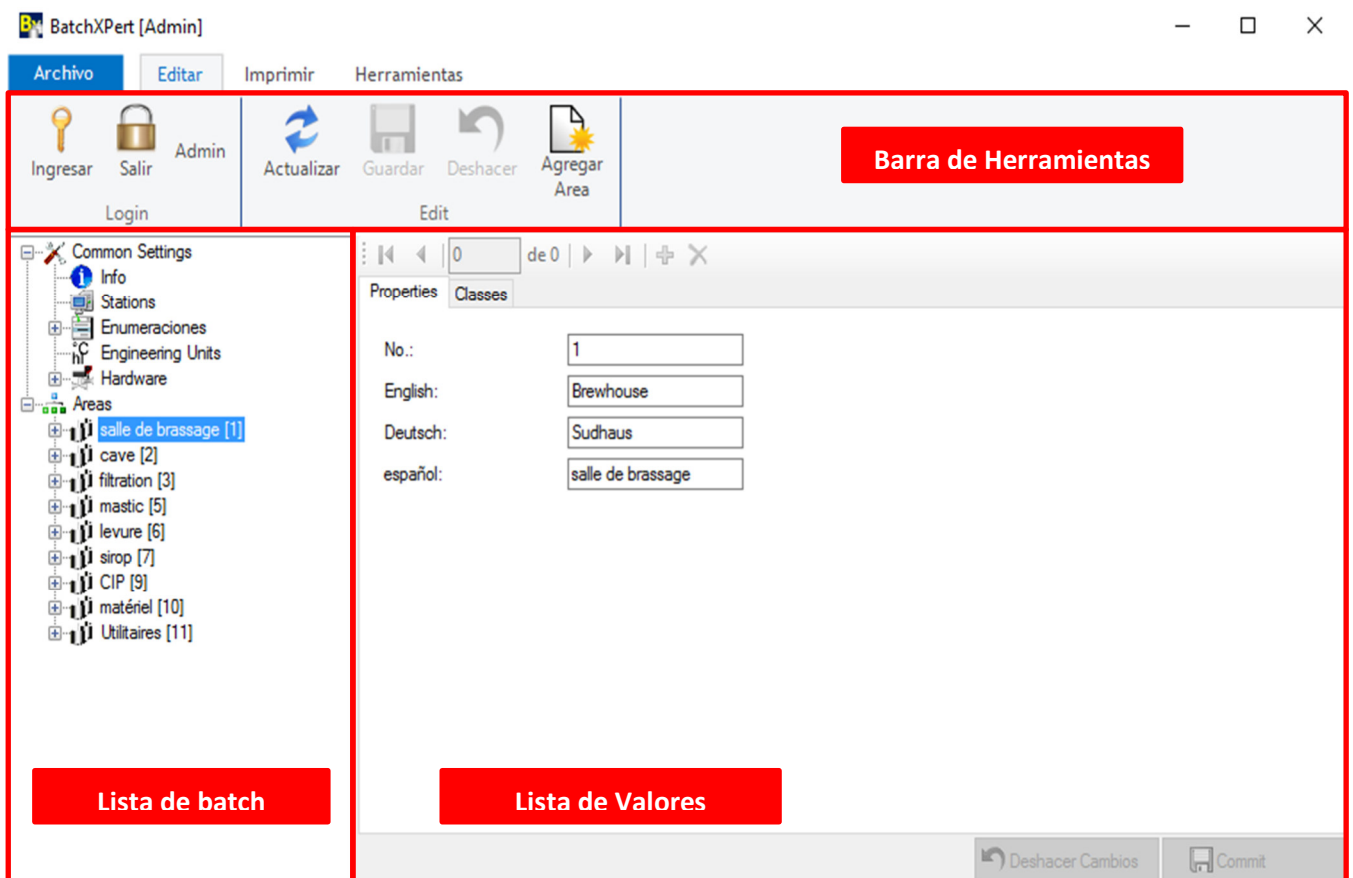 BatchXPert [Admin]
Archivo Editar Imprimir Herramientas
Ingresar Salir Admin Actualizar Guardar Deshacer Agregar Area
Login Edit
Barra de Herramientas
Common Settings
Info
Stations
Enumeraciones
Engineering Units
Hardware
Areas
salle de brassage [1]
cave [2]
filtration [3]
mastic [5]
levure [6]
sirop [7]
CIP [9]
matériel [10]
Utilitaires [11]
Lista de batch
0 de 0
Properties Classes
No.: 1
English: Brewhouse
Deutsch: Sudhaus
español: salle de brassage
Lista de Valores
Deshacer Cambios Commit